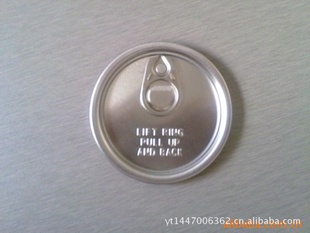 LIFT RING
PULL UP
AND BACK
yt1447006362.cn.alibaba.com